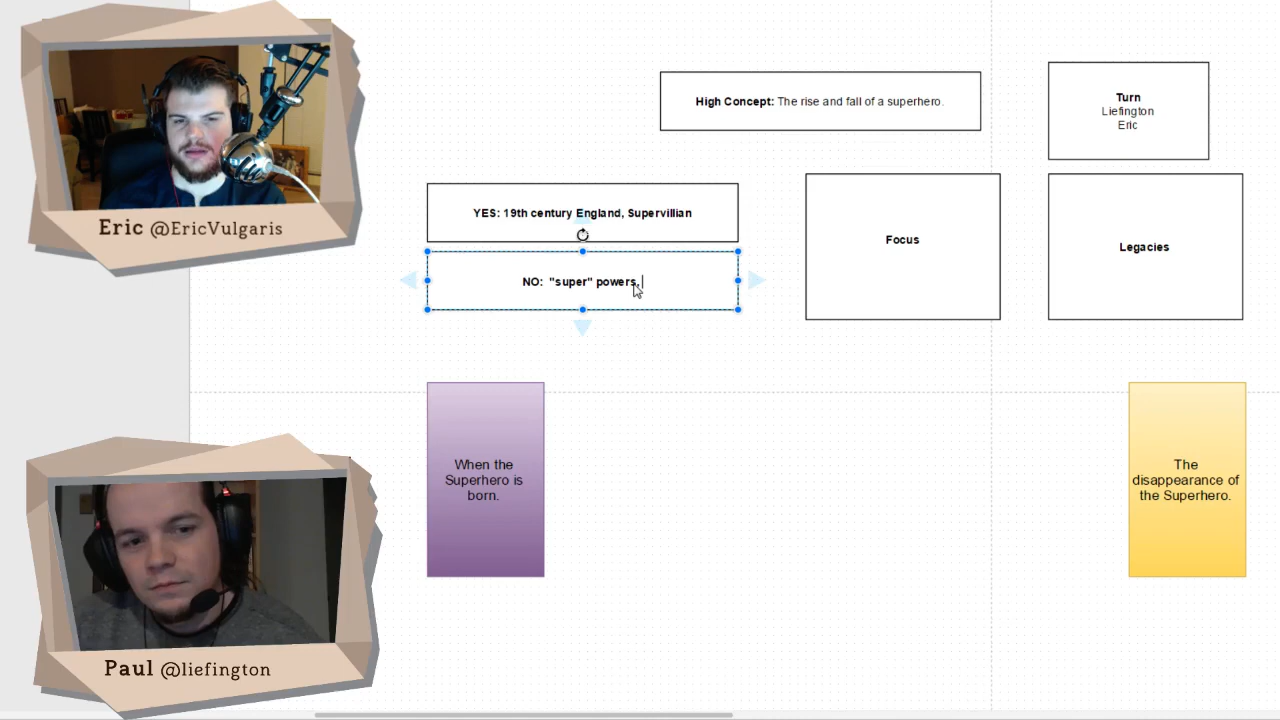 High Concept: The rise and fall of a superhero.
Turn
Liefington
Eric
YES: 19th century England, Supervillian
NO: "super" powers,
Focus
Legacies
When the
Superhero is
born.
The
disappearance of
the Superhero.
Eric @EricVulgaris
Paul @liefington